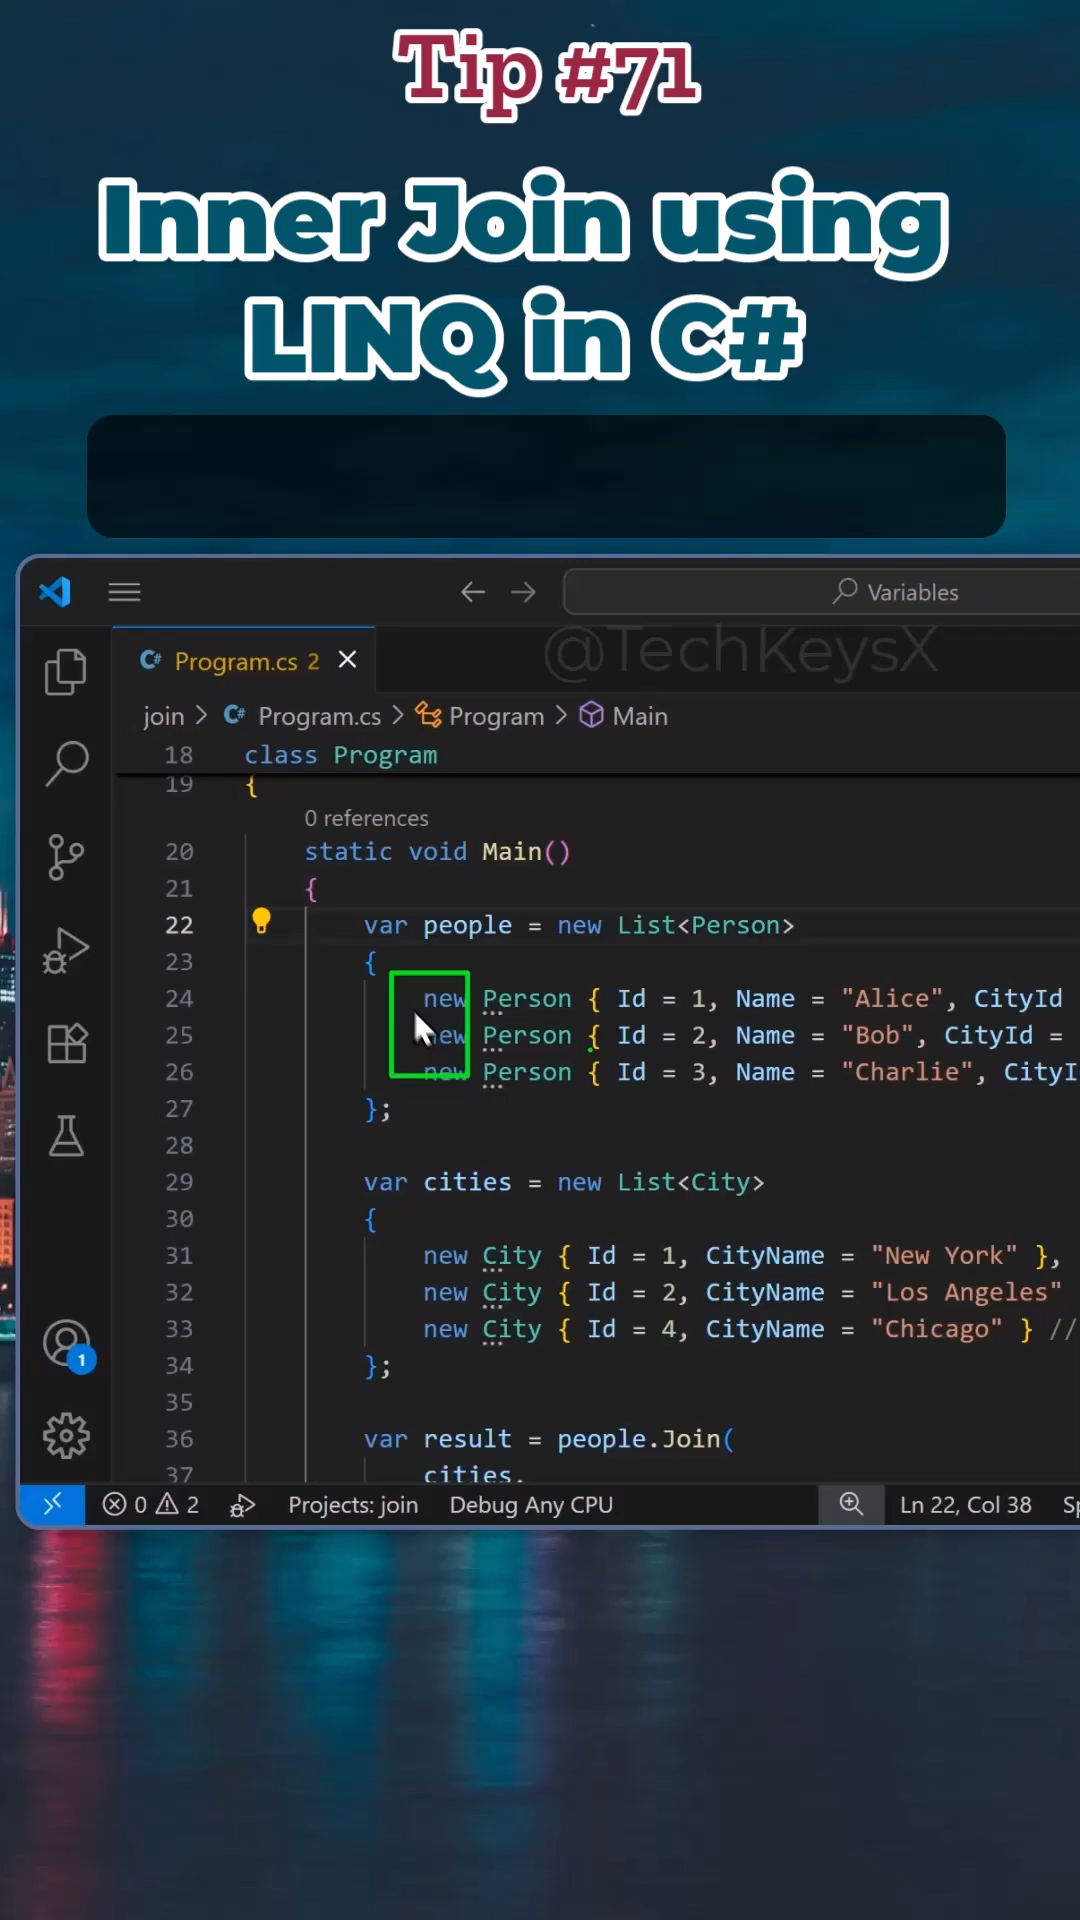 Tip #71
Inner Join using
LINQ in C#
Variables
@TechKeysX
C# Program.cs 2
join > C# Program.cs > Program > Main
18 class Program
19 {
0 references
20 static void Main()
21 {
22 var people = new List<Person>
23 {
24 new Person { Id = 1, Name = "Alice", CityId
25 new Person { Id = 2, Name = "Bob", CityId =
26 new Person { Id = 3, Name = "Charlie", CityI
27 };
28
29 var cities = new List<City>
30 {
31 new City { Id = 1, CityName = "New York" },
32 new City { Id = 2, CityName = "Los Angeles"
33 new City { Id = 4, CityName = "Chicago" } //
34 };
35
36 var result = people.Join(
37 cities,
1
0 2 Projects: join Debug Any CPU Ln 22, Col 38 Sp